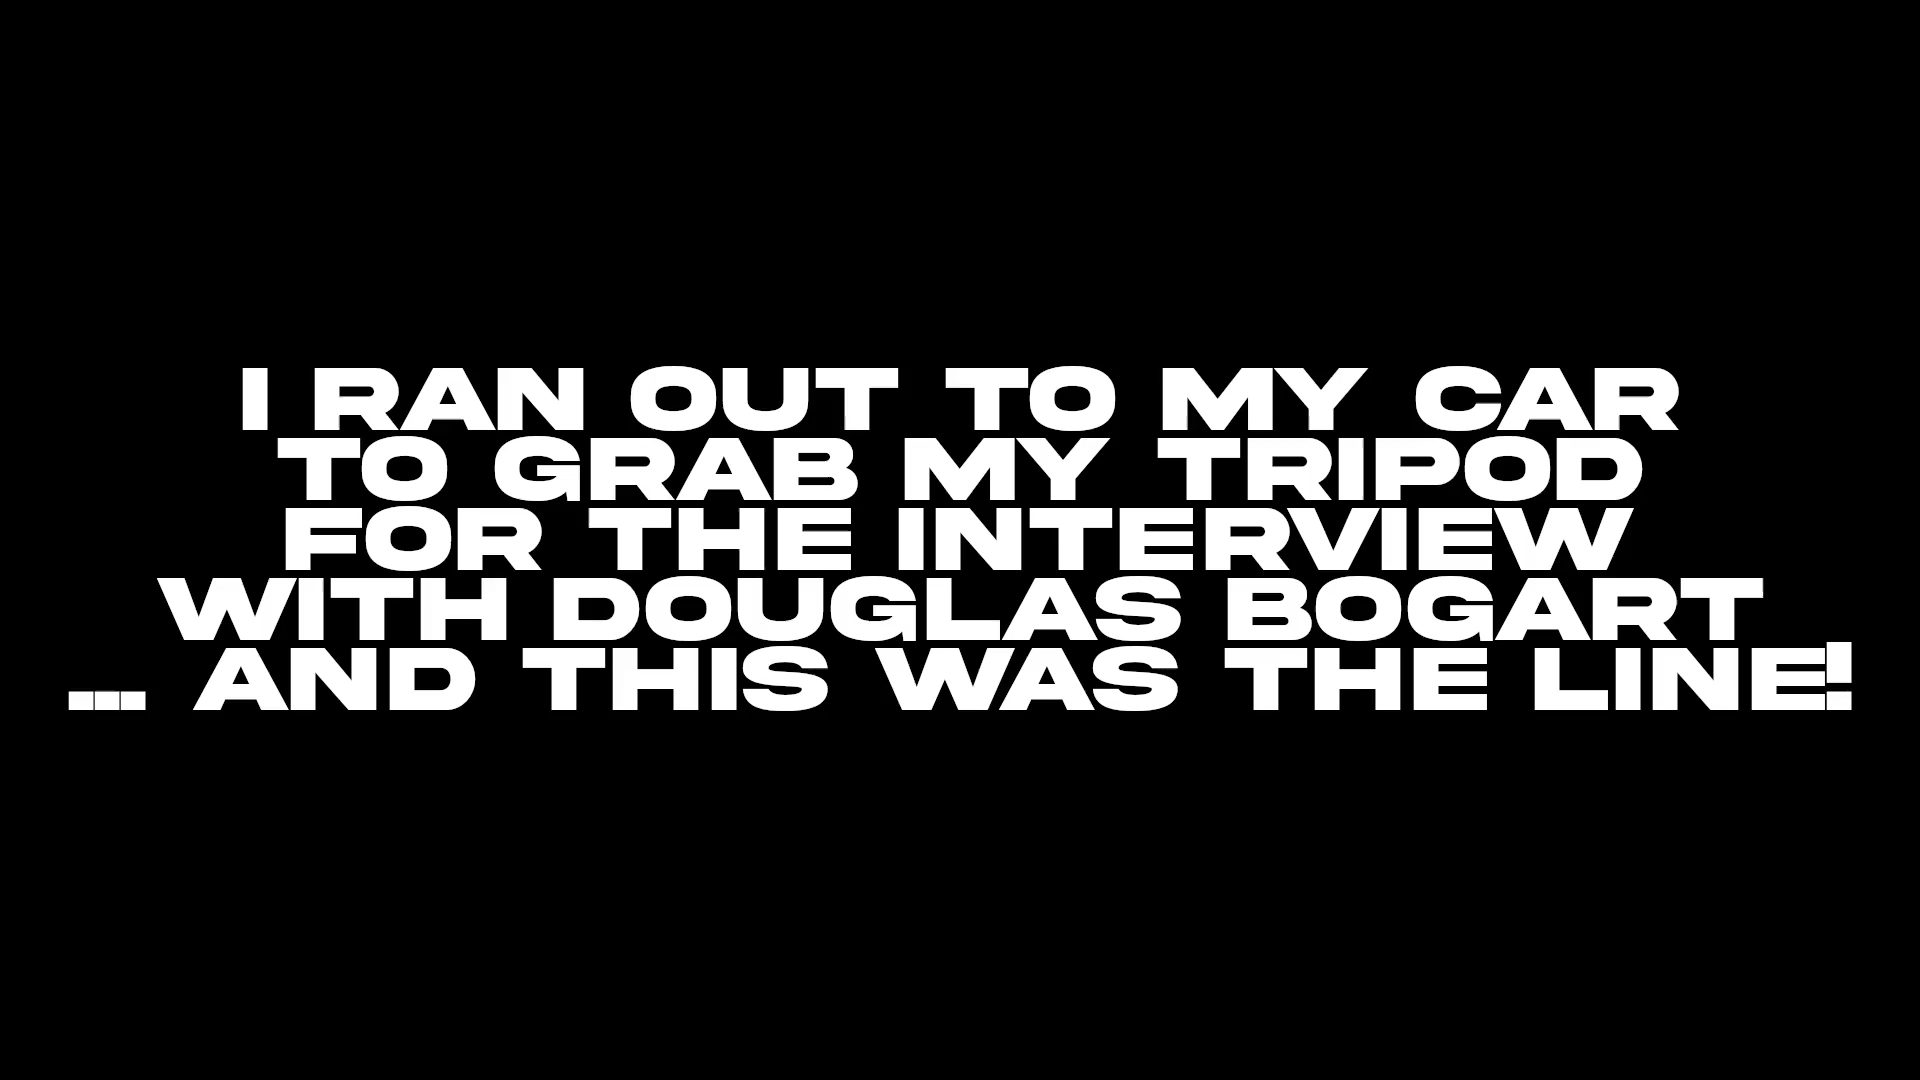 I RAN OUT TO MY CAR
TO GRAB MY TRIPOD
FOR THE INTERVIEW
WITH DOUGLAS BOGART
... AND THIS WAS THE LINE!